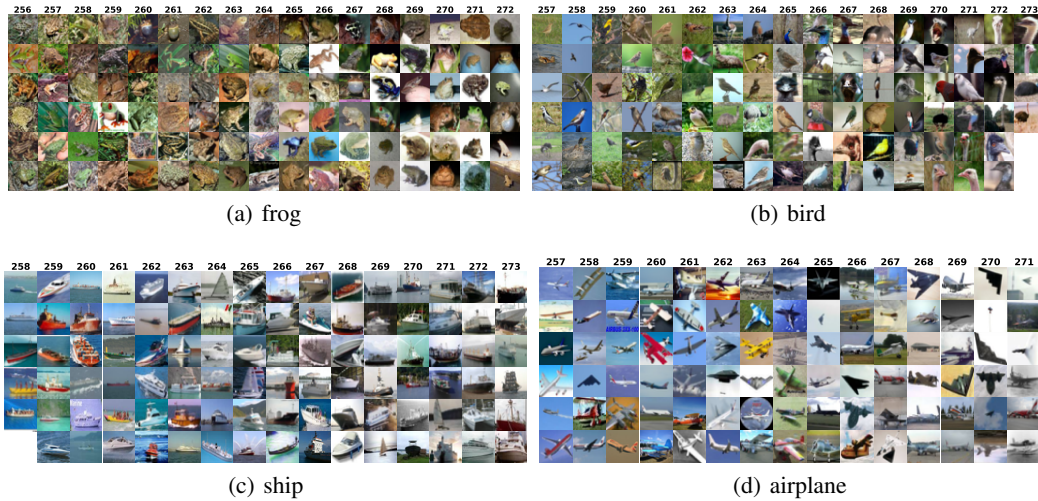 256 257 258 259 260 261 262 263 264 265 266 267 268 269 270 271 272
257 258 259 260 261 262 263 264 265 266 267 268 269 270 271 272 273
(a) frog
(b) bird
258 259 260 261 262 263 264 265 266 267 268 269 270 271 272 273
257 258 259 260 261 262 263 264 265 266 267 268 269 270 271
(c) ship
(d) airplane